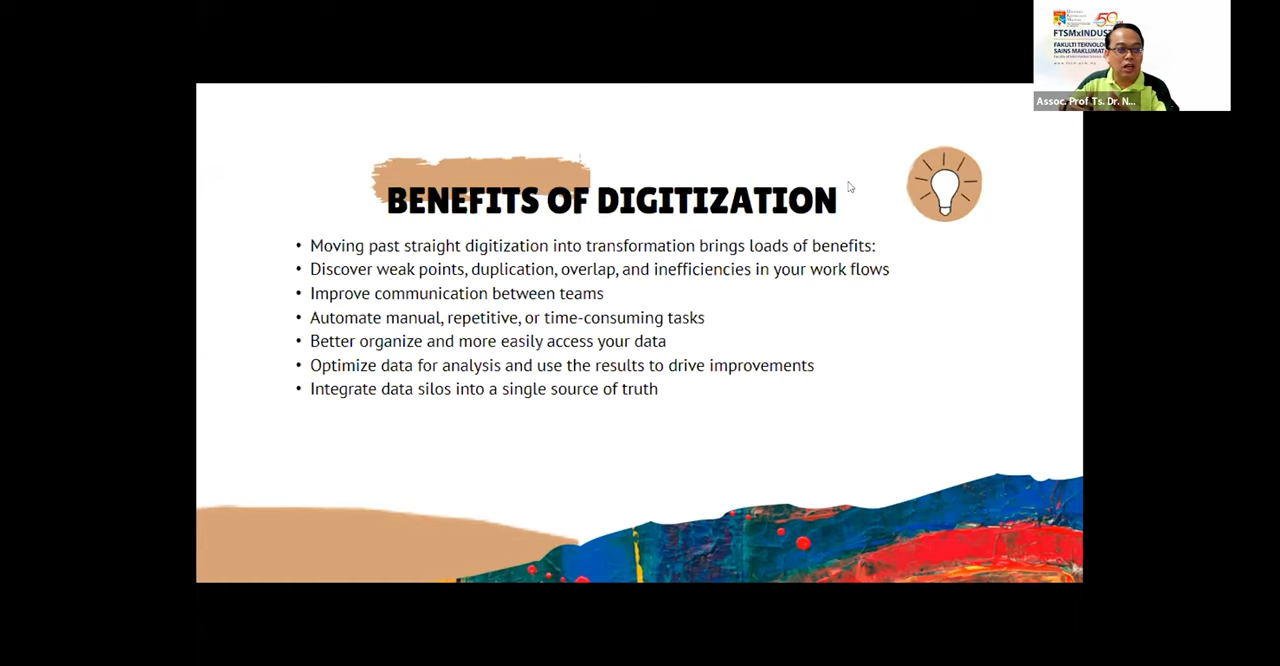 50
FTSMxINDUST
FAKULTI TEKNOLO
SAINS MAKLUMAT
Assoc. Prof Ts. Dr. N...
BENEFITS OF DIGITIZATION
• Moving past straight digitization into transformation brings loads of benefits:
• Discover weak points, duplication, overlap, and inefficiencies in your work flows
• Improve communication between teams
• Automate manual, repetitive, or time-consuming tasks
• Better organize and more easily access your data
• Optimize data for analysis and use the results to drive improvements
• Integrate data silos into a single source of truth